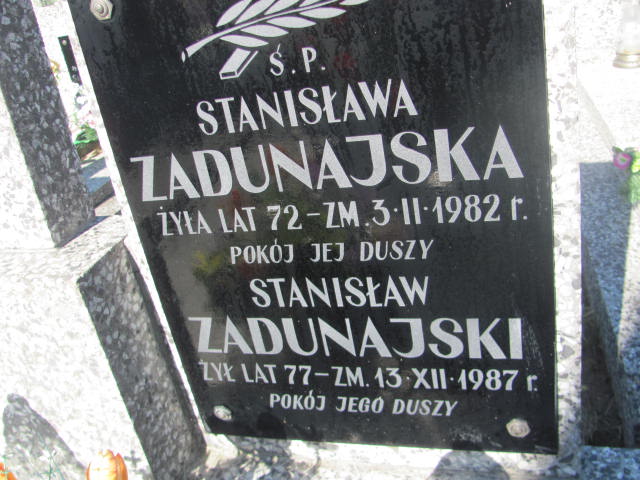 Ś.P.
STANISŁAWA
ZADUNAJSKA
ŻYŁA LAT 72-ZM. 3·II·1982 r.
POKÓJ JEJ DUSZY
STANISŁAW
ZADUNAJSKI
ŻYŁ LAT 77-ZM. 13·XII·1987 r.
POKÓJ JEGO DUSZY